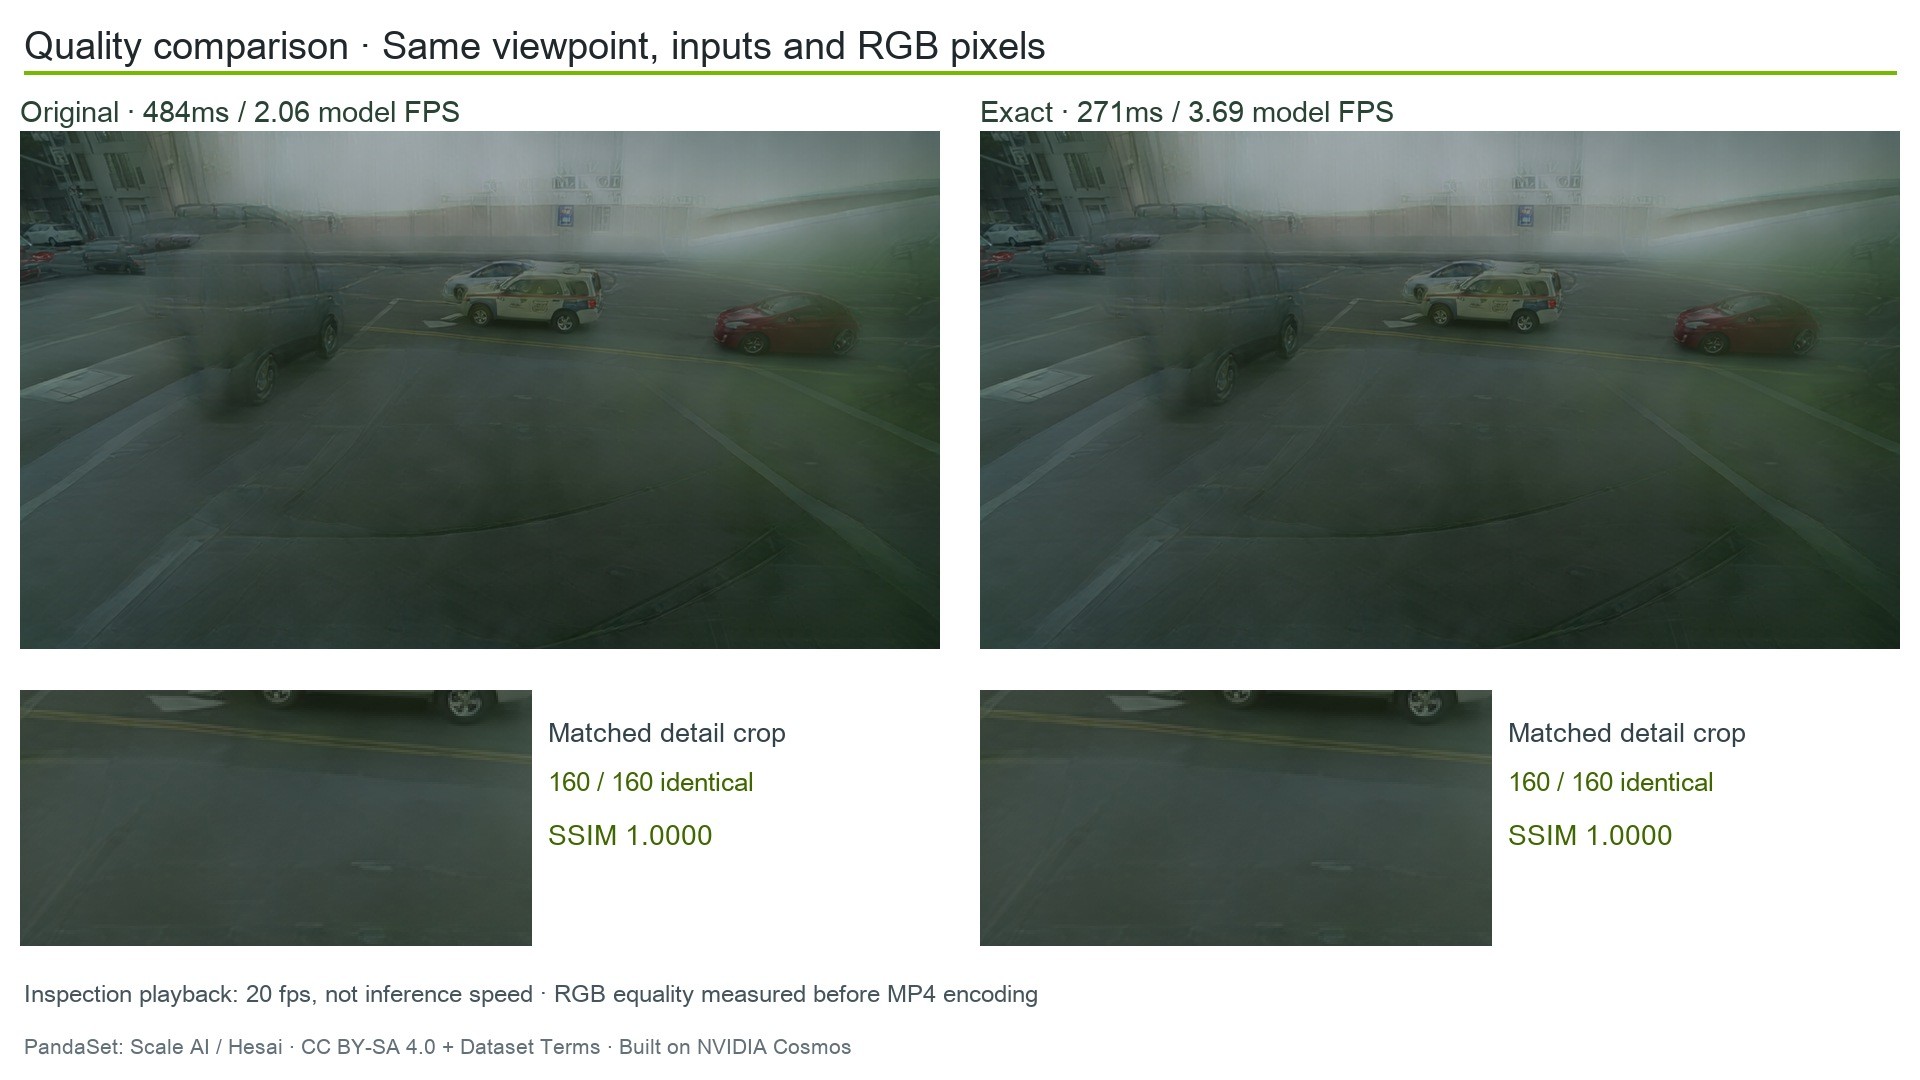 Quality comparison · Same viewpoint, inputs and RGB pixels
Original · 484ms / 2.06 model FPS
Exact · 271ms / 3.69 model FPS
Matched detail crop
160 / 160 identical
SSIM 1.0000
Matched detail crop
160 / 160 identical
SSIM 1.0000
Inspection playback: 20 fps, not inference speed · RGB equality measured before MP4 encoding
PandaSet: Scale AI / Hesai · CC BY-SA 4.0 + Dataset Terms · Built on NVIDIA Cosmos